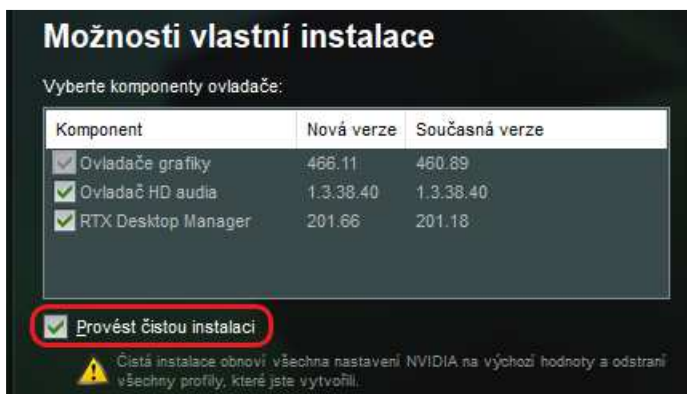 Možnosti vlastní instalace
Vyberte komponenty ovladače:
Komponent Nová verze Současná verze
Ovladače grafiky 466.11 460.89
Ovladač HD audia 1.3.38.40 1.3.38.40
RTX Desktop Manager 201.66 201.18
Provést čistou instalaci
Čistá instalace obnoví všechna nastavení NVIDIA na výchozí hodnoty a odstraní
všechny profily, které jste vytvořili.